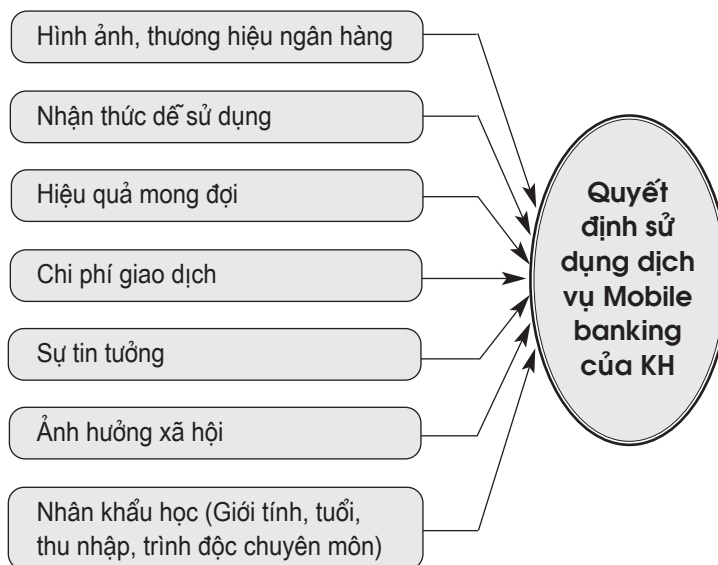 Hình ảnh, thương hiệu ngân hàng
Nhận thức dễ sử dụng
Hiệu quả mong đợi
Chi phí giao dịch
Sự tin tưởng
Ảnh hưởng xã hội
Nhân khẩu học (Giới tính, tuổi,
thu nhập, trình độc chuyên môn)
Quyết
định sử
dụng dịch
vụ Mobile
banking
của KH